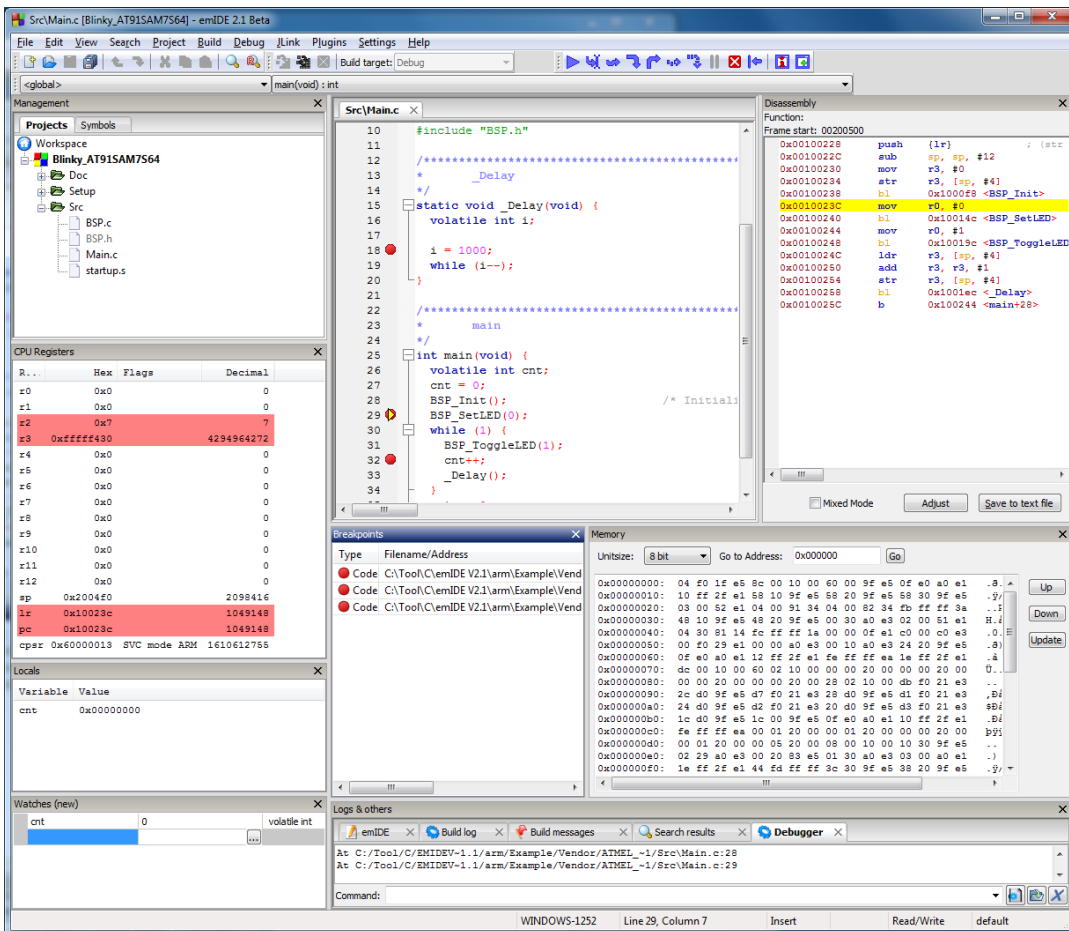 Src\Main.c [Blinky_AT91SAM7S64] - emIDE 2.1 Beta
File Edit View Search Project Build Debug JLink Plugins Settings Help
Build target: Debug
<global> main(void) : int
Management
Projects Symbols
Workspace
Blinky_AT91SAM7S64
Doc
Setup
Src
BSP.c
BSP.h
Main.c
startup.s
CPU Registers
R... Hex Flags Decimal
r0 0x0 0
r1 0x0 0
r2 0x7 7
r3 0xfffff430 4294964272
r4 0x0 0
r5 0x0 0
r6 0x0 0
r7 0x0 0
r8 0x0 0
r9 0x0 0
r10 0x0 0
r11 0x0 0
r12 0x0 0
sp 0x2004f0 2098416
lr 0x10023c 1049148
pc 0x10023c 1049148
cpsr 0x60000013 SVC mode ARM 1610612755
Locals
Variable Value
cnt 0x00000000
Watches (new)
cnt 0 volatile int
...
Src\Main.c
10 #include "BSP.h"
11
12 /********************************************
13 * _Delay
14 */
15 static void _Delay(void) {
16 volatile int i;
17
18 i = 1000;
19 while (i--);
20 }
21
22 /********************************************
23 * main
24 */
25 int main(void) {
26 volatile int cnt;
27 cnt = 0;
28 BSP_Init(); /* Initiali
29 BSP_SetLED(0);
30 while (1) {
31 BSP_ToggleLED(1);
32 cnt++;
33 _Delay();
34 }
Disassembly
Function:
Frame start: 00200500
0x00100228 push {lr} ; (str
0x0010022C sub sp, sp, #12
0x00100230 mov r3, #0
0x00100234 str r3, [sp, #4]
0x00100238 bl 0x1000f8 <BSP_Init>
0x0010023C mov r0, #0
0x00100240 bl 0x10014c <BSP_SetLED>
0x00100244 mov r0, #1
0x00100248 bl 0x10019c <BSP_ToggleLED
0x0010024C ldr r3, [sp, #4]
0x00100250 add r3, r3, #1
0x00100254 str r3, [sp, #4]
0x00100258 bl 0x1001ec <_Delay>
0x0010025C b 0x100244 <main+28>
Mixed Mode Adjust Save to text file
Breakpoints
Type Filename/Address
Code C:\Tool\C\emIDE V2.1\arm\Example\Vend
Code C:\Tool\C\emIDE V2.1\arm\Example\Vend
Code C:\Tool\C\emIDE V2.1\arm\Example\Vend
Memory
Unitsize: 8 bit Go to Address: 0x000000 Go
0x00000000: 04 f0 1f e5 8c 00 10 00 60 00 9f e5 0f e0 a0 e1
0x00000010: 10 ff 2f e1 58 10 9f e5 58 20 9f e5 58 30 9f e5
0x00000020: 03 00 52 e1 04 00 91 34 04 00 82 34 fb ff ff 3a
0x00000030: 48 10 9f e5 48 20 9f e5 00 30 a0 e3 02 00 51 e1
0x00000040: 04 30 81 14 fc ff ff 1a 00 00 0f e1 c0 00 c0 e3
0x00000050: 00 f0 29 e1 00 00 a0 e3 00 10 a0 e3 24 20 9f e5
0x00000060: 0f e0 a0 e1 12 ff 2f e1 fe ff ff ea 1e ff 2f e1
0x00000070: dc 00 10 00 60 02 10 00 00 00 20 00 00 00 20 00
0x00000080: 00 00 20 00 00 00 20 00 28 02 10 00 db f0 21 e3
0x00000090: 2c d0 9f e5 d7 f0 21 e3 28 d0 9f e5 d1 f0 21 e3
0x000000a0: 24 d0 9f e5 d2 f0 21 e3 20 d0 9f e5 d3 f0 21 e3
0x000000b0: 1c d0 9f e5 1c 00 9f e5 0f e0 a0 e1 10 ff 2f e1
0x000000c0: fe ff ff ea 00 01 20 00 00 01 20 00 00 00 20 00
0x000000d0: 00 01 20 00 00 05 20 00 08 00 10 00 10 30 9f e5
0x000000e0: 02 29 a0 e3 00 20 83 e5 01 30 a0 e3 03 00 a0 e1
0x000000f0: 1e ff 2f e1 44 fd ff ff 3c 30 9f e5 38 20 9f e5
Up
Down
Update
Logs & others
emIDE Build log Build messages Search results Debugger
At C:/Tool/C/EMIDEV~1.1/arm/Example/Vendor/ATMEL_~1/Src\Main.c:28
At C:/Tool/C/EMIDEV~1.1/arm/Example/Vendor/ATMEL_~1/Src\Main.c:29
Command:
WINDOWS-1252 Line 29, Column 7 Insert Read/Write default